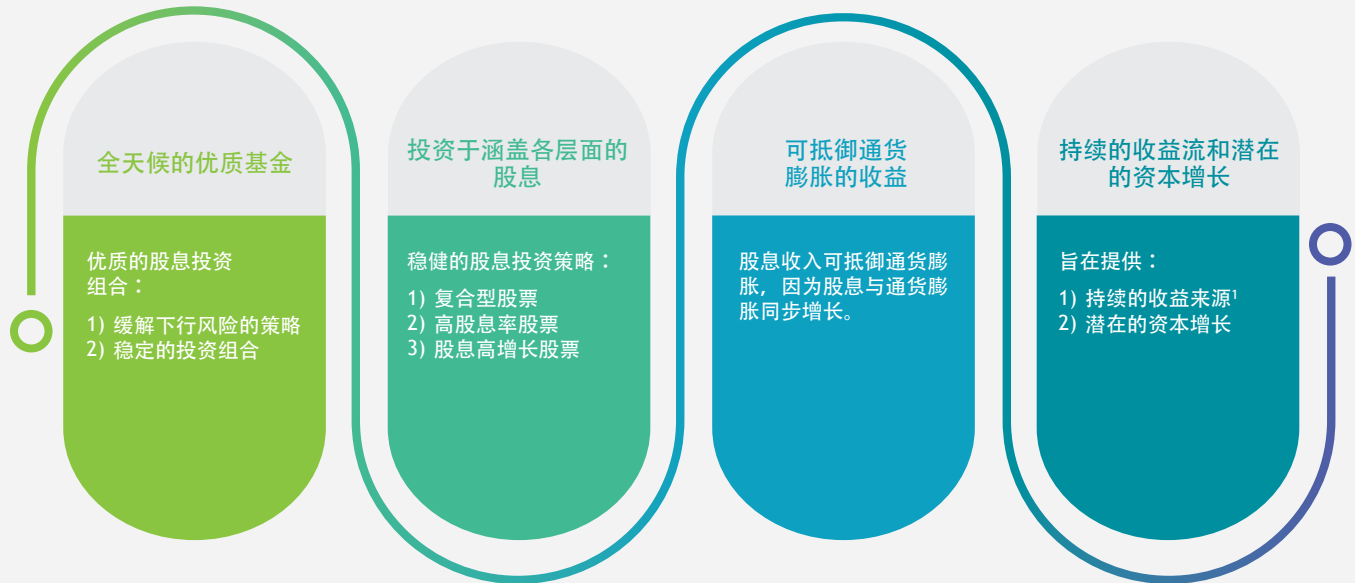 全天候的优质基金
优质的股息投资
组合：
1) 缓解下行风险的策略
2) 稳定的投资组合
投资于涵盖各层面的
股息
稳健的股息投资策略：
1) 复合型股票
2) 高股息率股票
3) 股息高增长股票
可抵御通货
膨胀的收益
股息收入可抵御通货膨
胀，因为股息与通货膨
胀同步增长。
持续的收益流和潜在
的资本增长
旨在提供：
1) 持续的收益来源¹
2) 潜在的资本增长